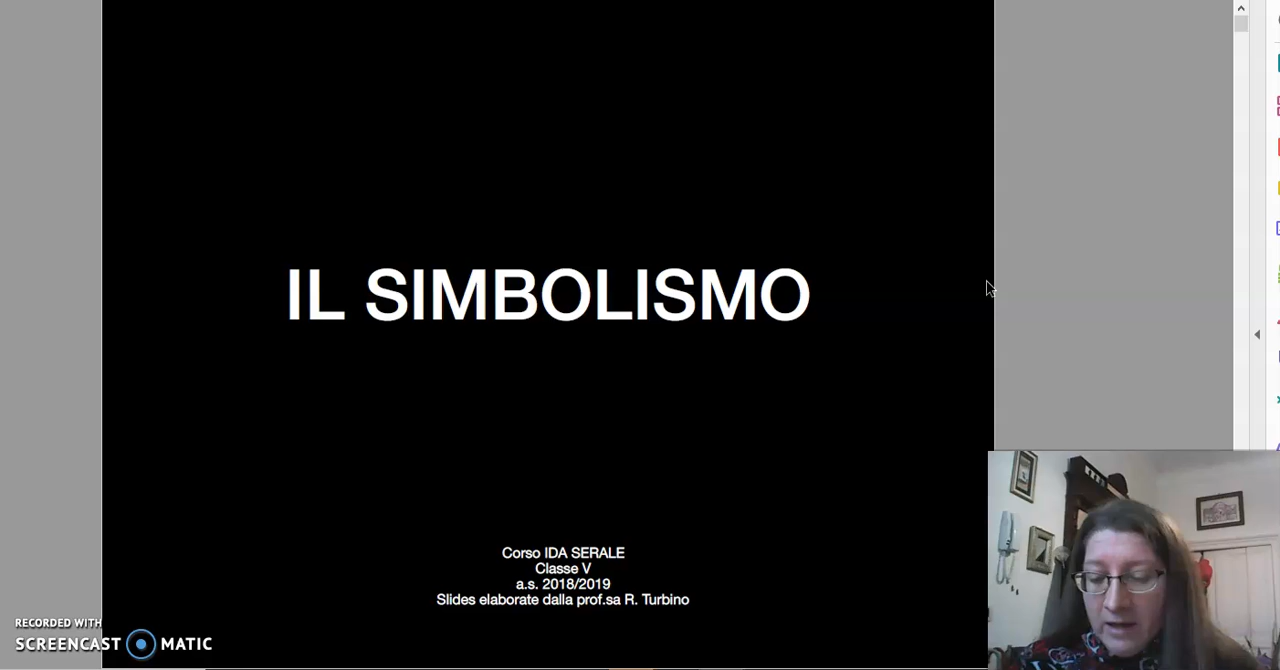 IL SIMBOLISMO
Corso IDA SERALE
Classe V
a.s. 2018/2019
Slides elaborate dalla prof.sa R. Turbino
RECORDED WITH
SCREENCAST MATIC